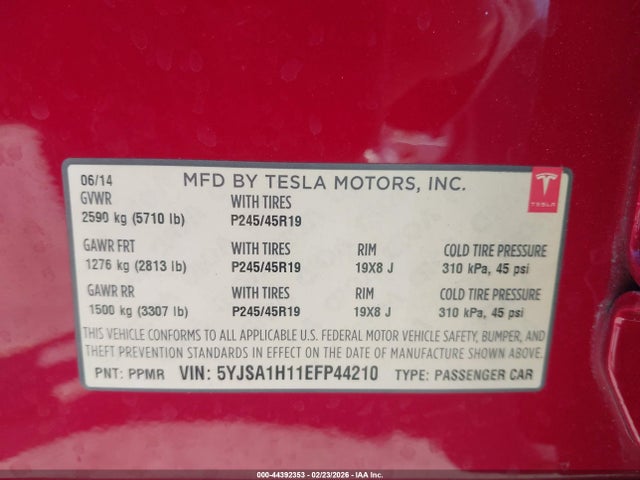 06/14 MFD BY TESLA MOTORS, INC.
TESLA
GVWR WITH TIRES
2590 kg (5710 lb) P245/45R19
GAWR FRT WITH TIRES RIM COLD TIRE PRESSURE
1276 kg (2813 lb) P245/45R19 19X8 J 310 kPa, 45 psi
GAWR RR WITH TIRES RIM COLD TIRE PRESSURE
1500 kg (3307 lb) P245/45R19 19X8 J 310 kPa, 45 psi
THIS VEHICLE CONFORMS TO ALL APPLICABLE U.S. FEDERAL MOTOR VEHICLE SAFETY, BUMPER, AND
THEFT PREVENTION STANDARDS IN EFFECT ON THE DATE OF MANUFACTURE SHOWN ABOVE.
PNT: PPMR VIN: 5YJSA1H11EFP44210 TYPE: PASSENGER CAR
000-44392353 - 02/23/2026 - IAA Inc.